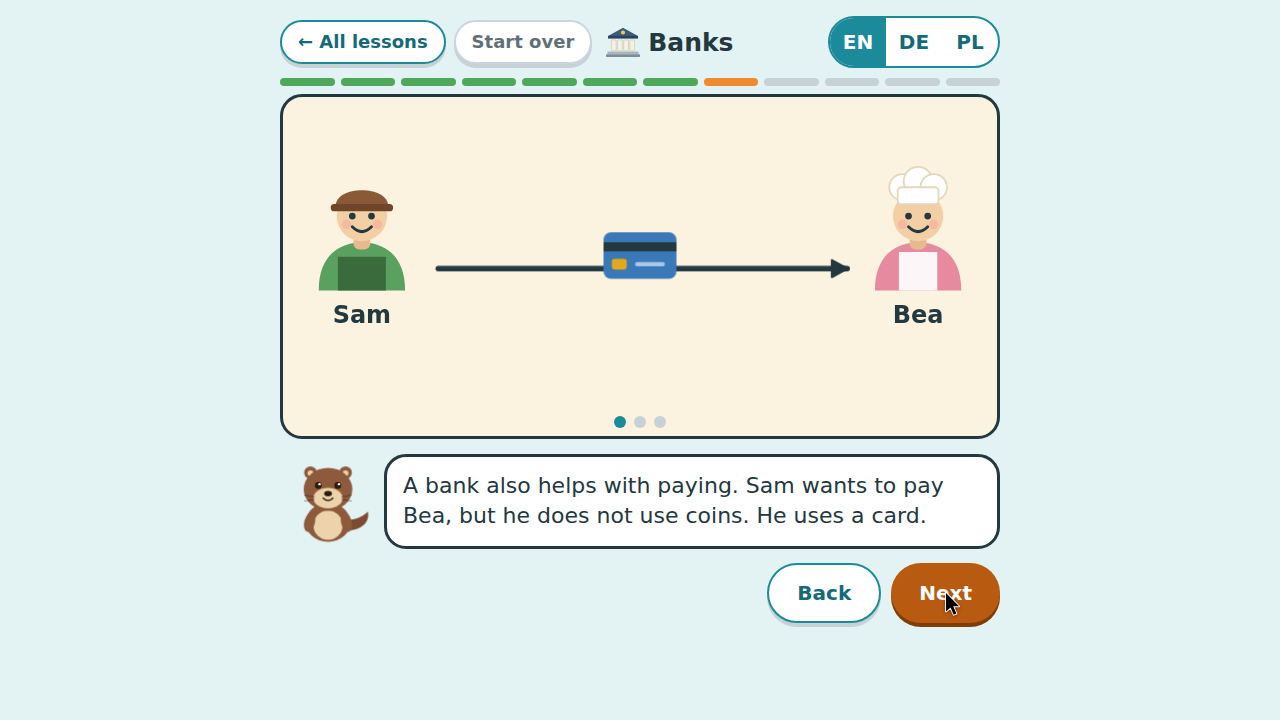 ← All lessons
Start over
Banks
EN
DE
PL
Sam
Bea
A bank also helps with paying. Sam wants to pay
Bea, but he does not use coins. He uses a card.
Back
Next